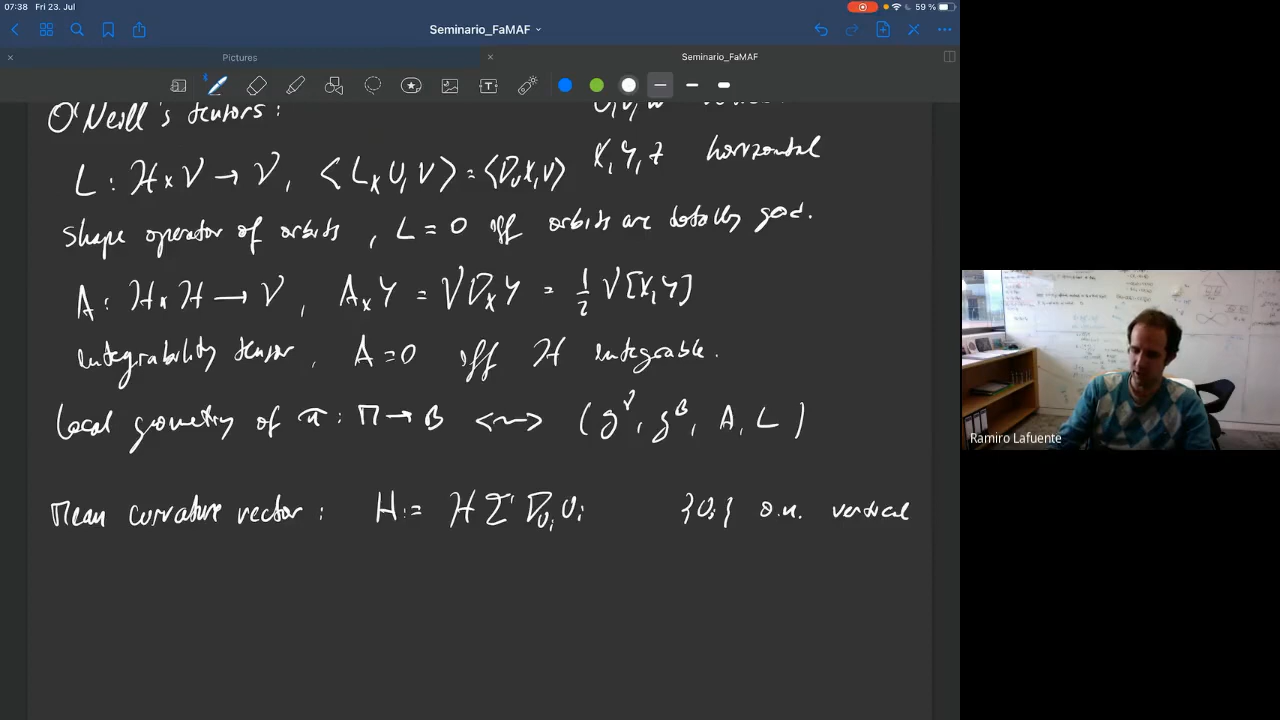 07:38 Fri 23. Jul
59 %
Seminario_FaMAF
Pictures
Seminario_FaMAF
O'Neill's tensors:
X, Y, Z horizontal
L : H × V → V, ⟨L_X U, V⟩ = ⟨∇_U X, V⟩
shape operator of orbits, L = 0 iff orbits are totally geod.
A : H × H → V, A_X Y = V ∇_X Y = 1/2 V [X, Y]
integrability tensor, A = 0 iff H integrable.
Local geometry of π : M → B ⟷ (g^V, g^B, A, L)
Mean curvature vector : H := H Σ ∇_{U_i} U_i {U_i} o.n. vertical
Ramiro Lafuente